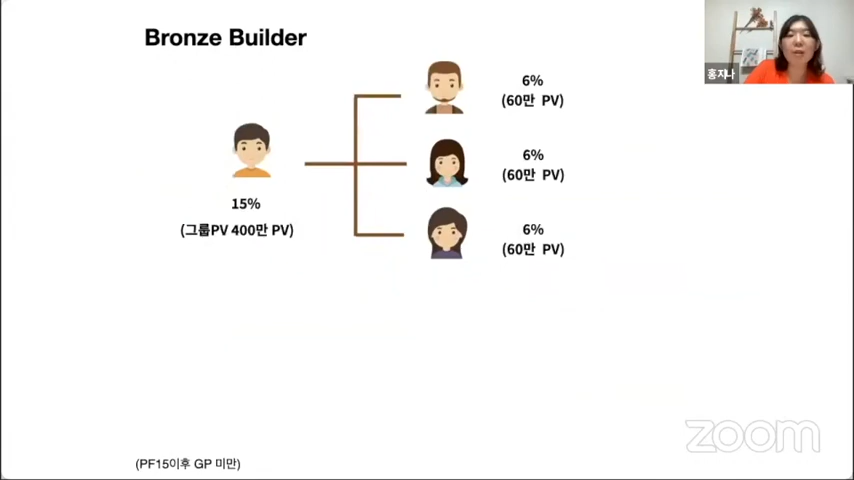 Bronze Builder
홍지나
6%
(60만 PV)
6%
(60만 PV)
15%
(그룹PV 400만 PV)
6%
(60만 PV)
zoom
(PF15이후 GP 미만)